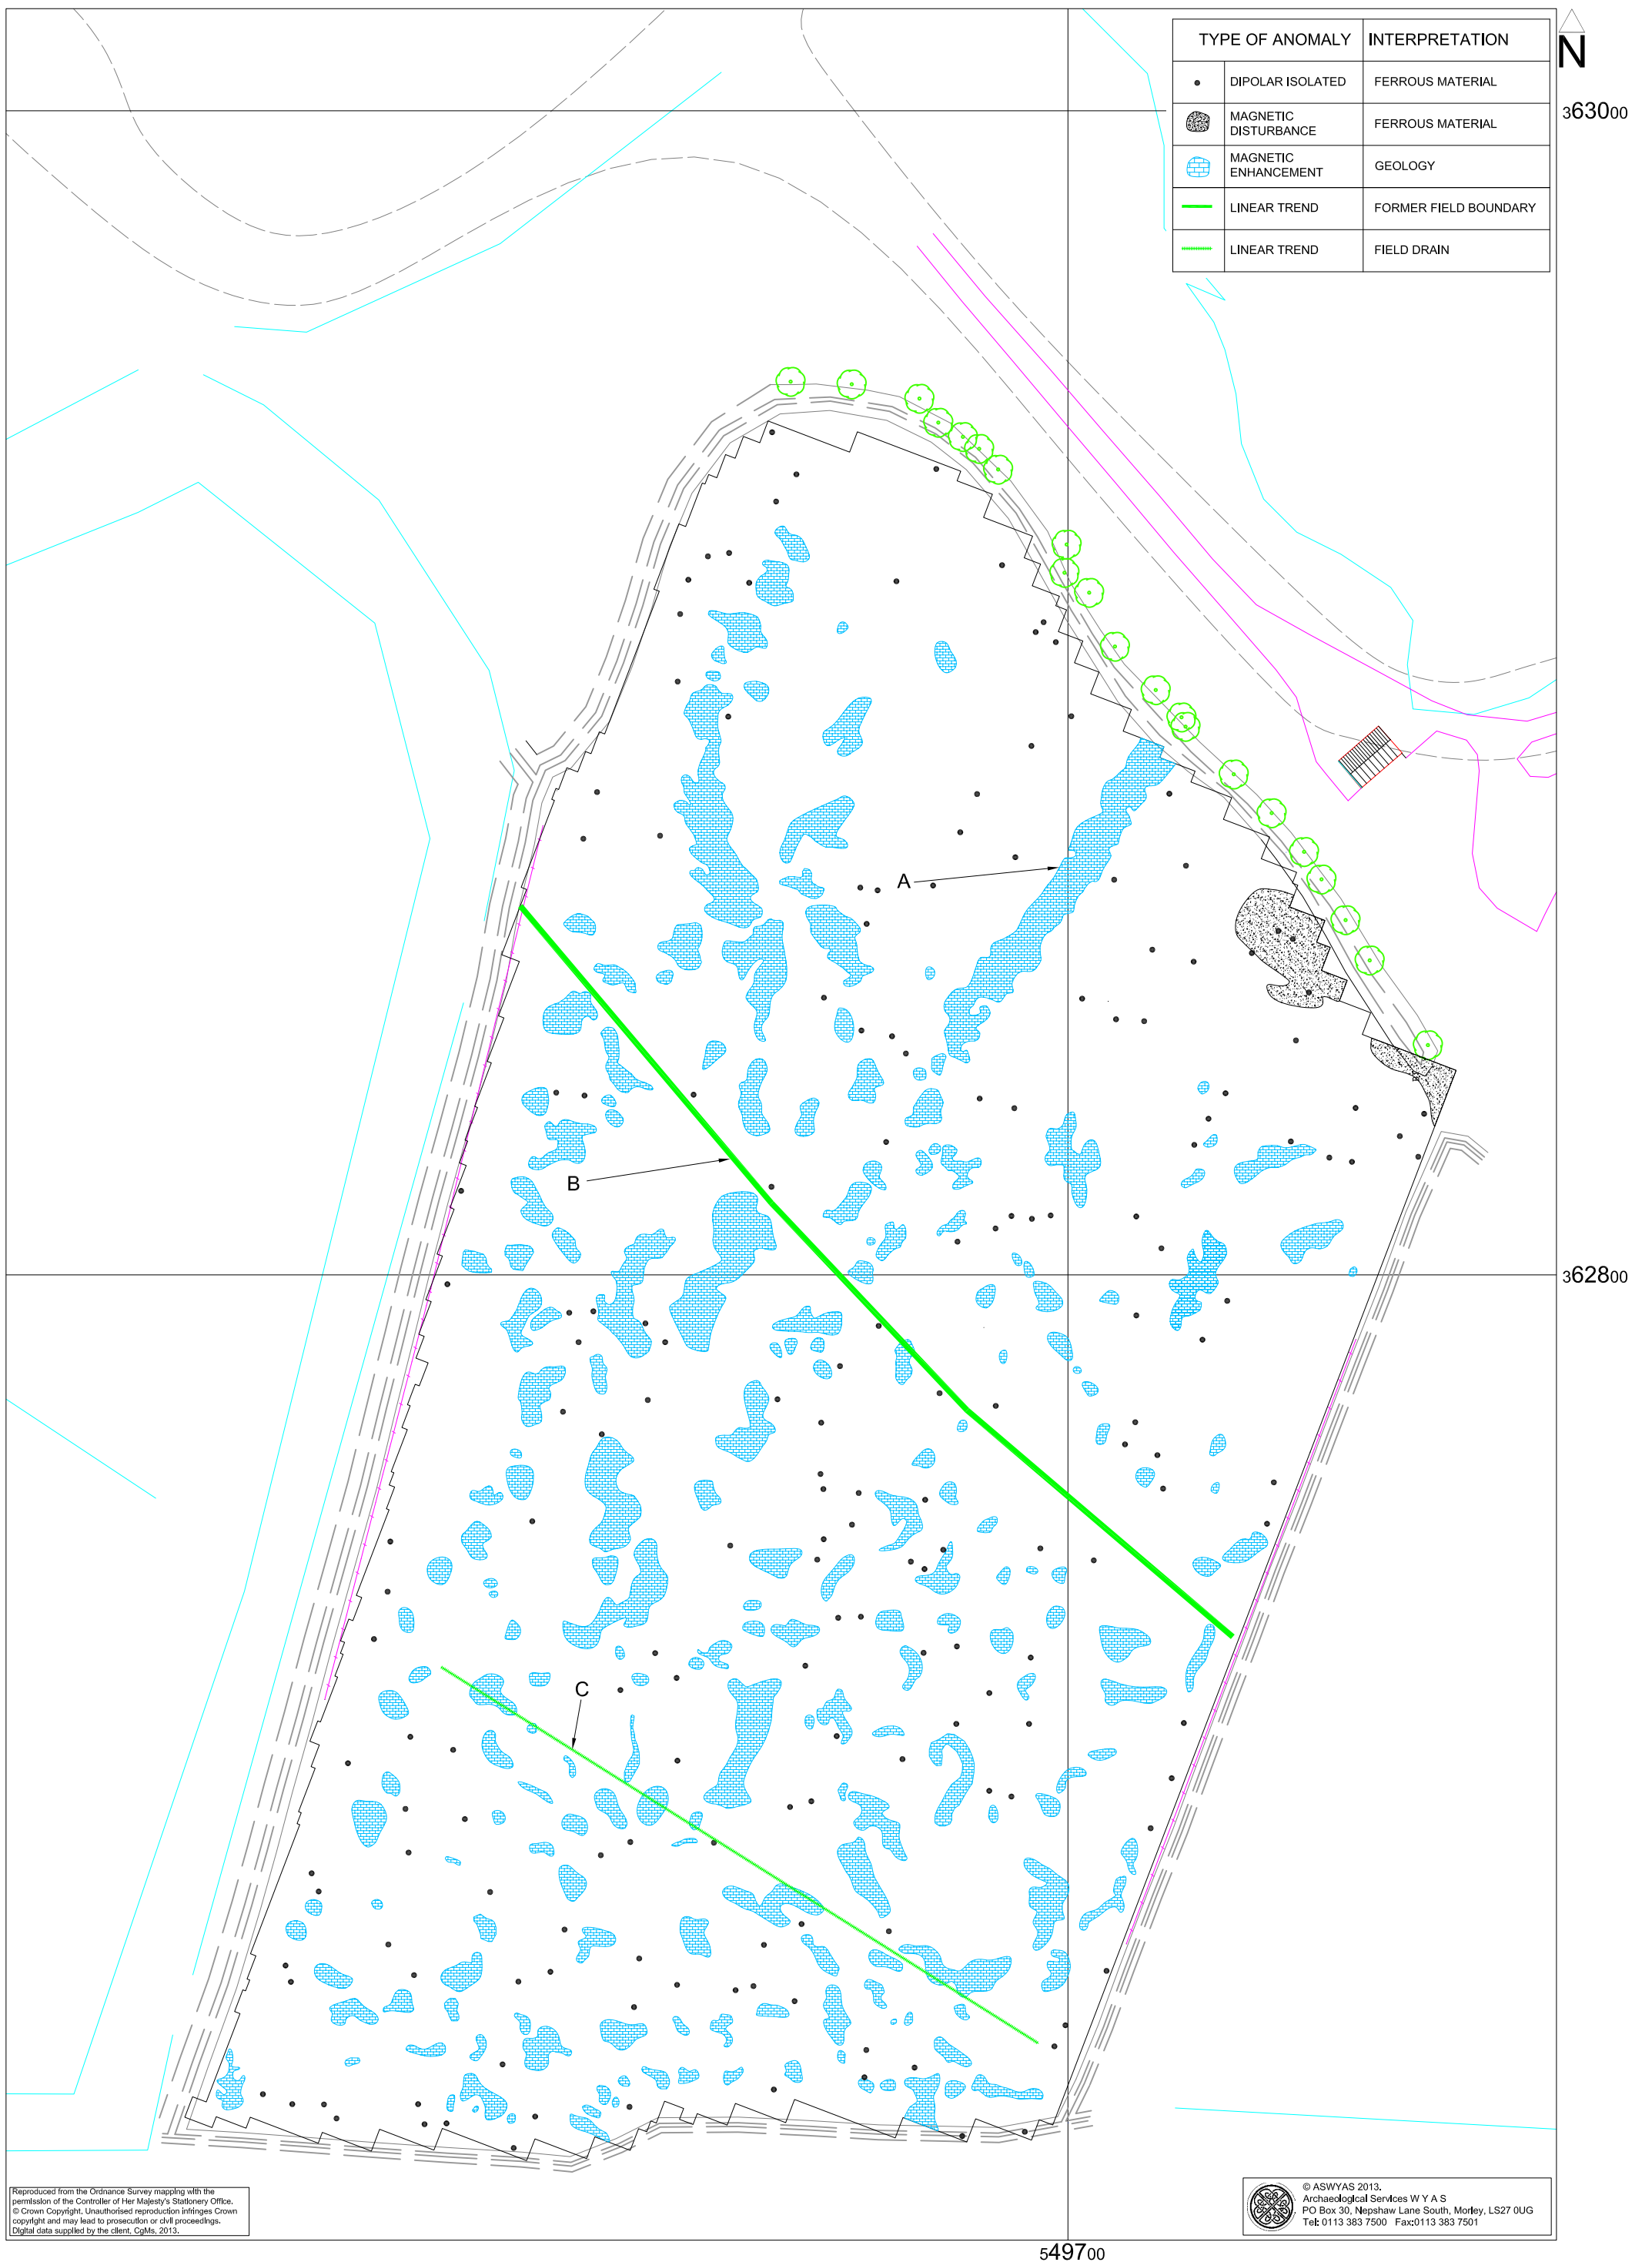 TYPE OF ANOMALY INTERPRETATION
N
DIPOLAR ISOLATED FERROUS MATERIAL
363000
MAGNETIC
DISTURBANCE
FERROUS MATERIAL
MAGNETIC
ENHANCEMENT
GEOLOGY
LINEAR TREND FORMER FIELD BOUNDARY
LINEAR TREND FIELD DRAIN
A
B
362800
C
Reproduced from the Ordnance Survey mapping with the
permission of the Controller of Her Majesty's Stationery Office.
© Crown Copyright. Unauthorised reproduction infringes Crown
copyright and may lead to prosecution or civil proceedings.
Digital data supplied by the client, CgMs, 2013.
© ASWYAS 2013.
Archaeological Services W Y A S
PO Box 30, Nepshaw Lane South, Morley, LS27 0UG
Tel: 0113 383 7500 Fax:0113 383 7501
549700